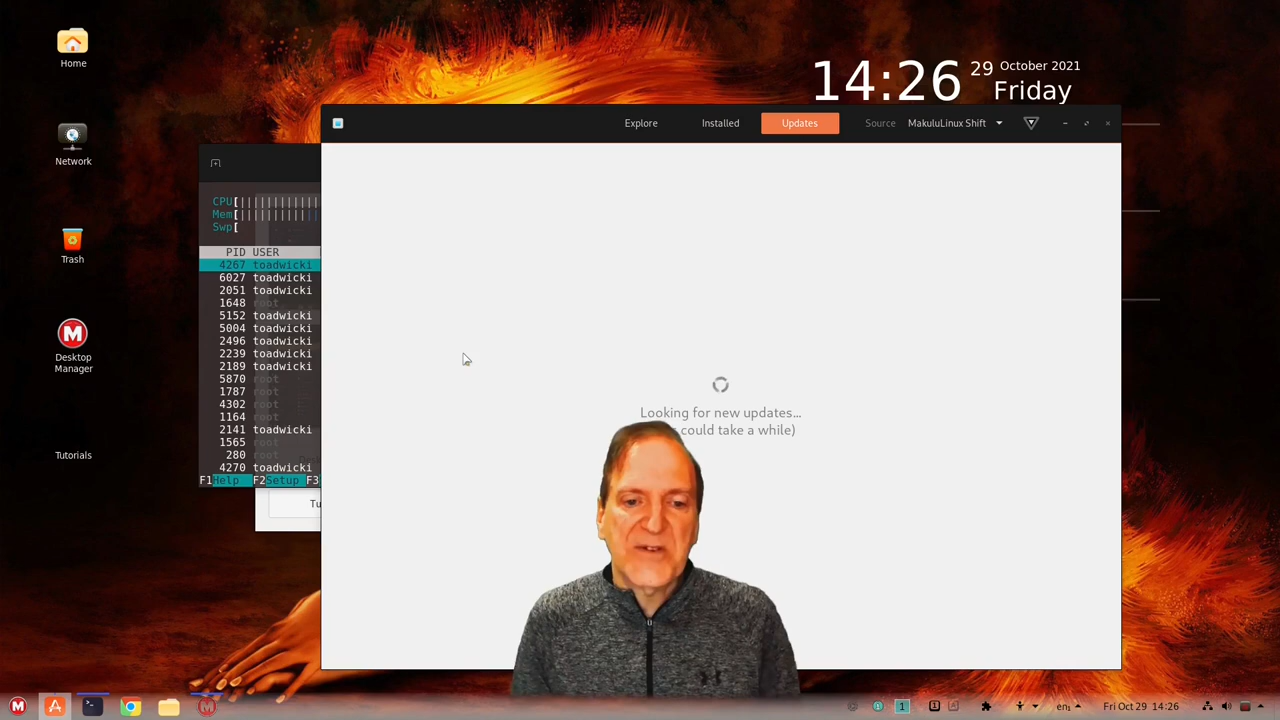 Home
Network
Trash
Desktop
Manager
Tutorials
14:26
29 October 2021
Friday
Explore Installed Updates Source MakuluLinux Shift
Looking for new updates...
could take a while)
CPU[||||||||||||
Mem[||||||||||||
Swp[
PID USER
4267 toadwicki
6027 toadwicki
2051 toadwicki
1648 root
5152 toadwicki
5004 toadwicki
2496 toadwicki
2239 toadwicki
2189 toadwicki
5870 root
1787 root
4302 root
1164 root
2141 toadwicki
1565 root
280 root
4270 toadwicki
F1Help F2Setup F3
Tu
1
en₁
Fri Oct 29 14:26